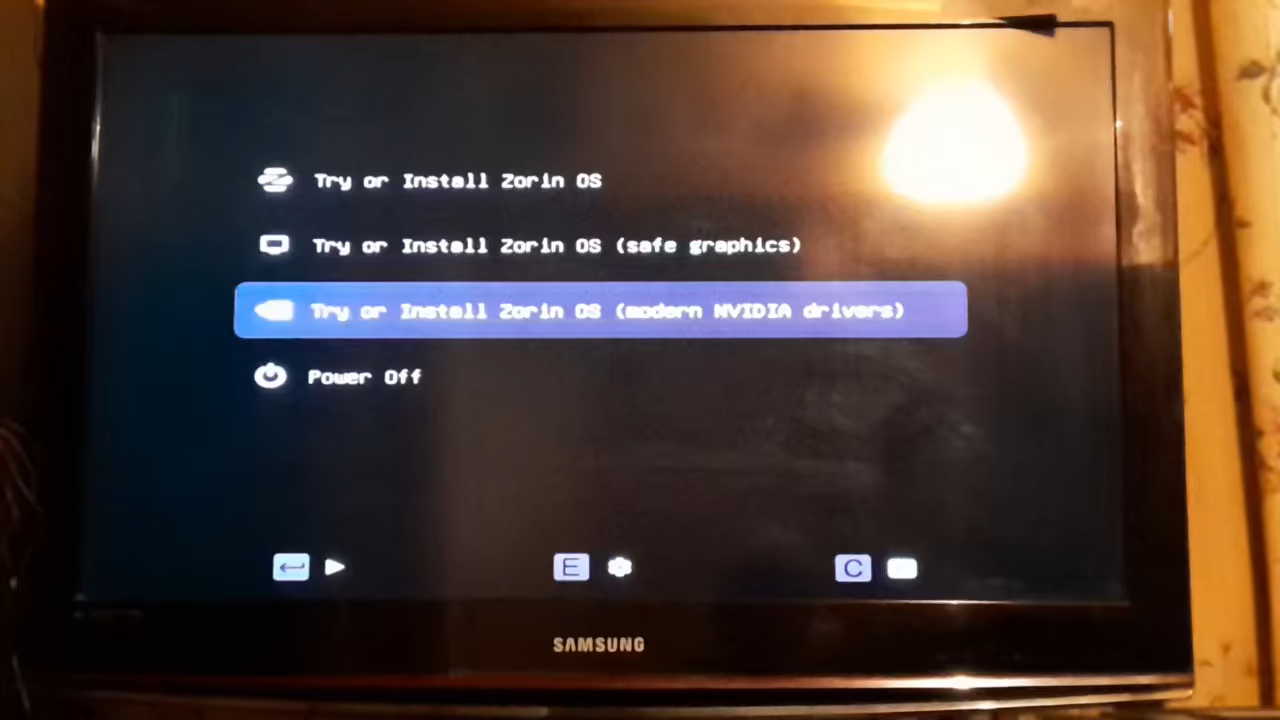 Try or Install Zorin OS
Try or Install Zorin OS (safe graphics)
Try or Install Zorin OS (modern NVIDIA drivers)
Power Off
E
C
SAMSUNG